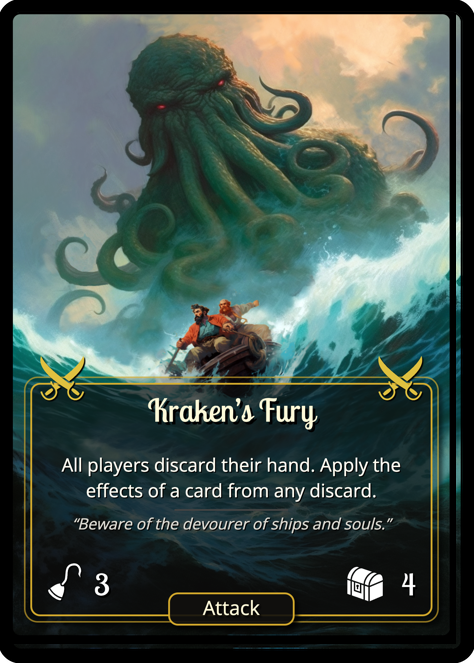 Kraken’s Fury
All players discard their hand. Apply the
effects of a card from any discard.
“Beware of the devourer of ships and souls.”
3
4
Attack